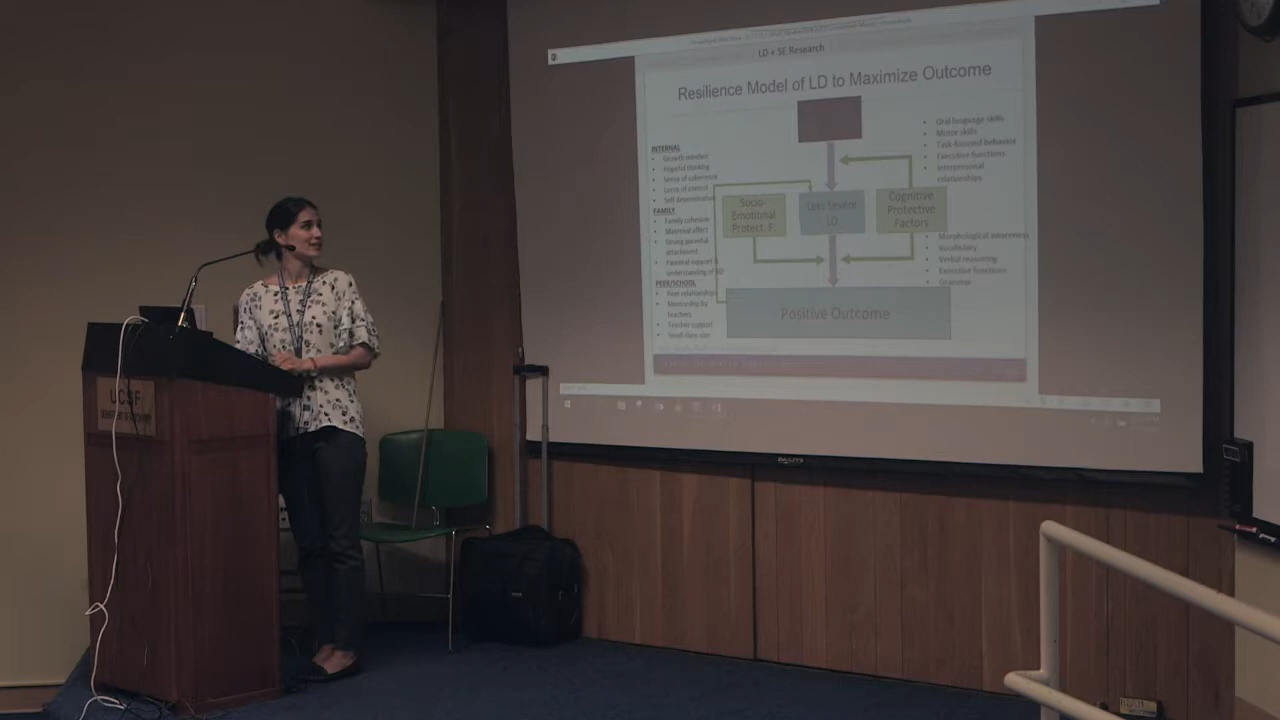 LD + SE Research
Resilience Model of LD to Maximize Outcome
INTERNAL
• Growth mindset
• Hopeful thinking
• Sense of coherence
• Locus of control
• Self determination
FAMILY
• Family cohesion
• Maternal affect
• Strong parental
attachment
• Parental support &
understanding of
PEER/SCHOOL
• Peer relationships
• Mentorship by
teachers
• Teacher support
• Small class size
Socio-
Emotional
Protect. F.
Less Severe
LD
Cognitive
Protective
Factors
• Oral language skills
• Motor skills
• Task-focused behavior
• Executive functions
• Interpersonal
relationships
• Morphological awareness
• Vocabulary
• Verbal reasoning
• Executive functions
• Grammar
Positive Outcome
UCSF